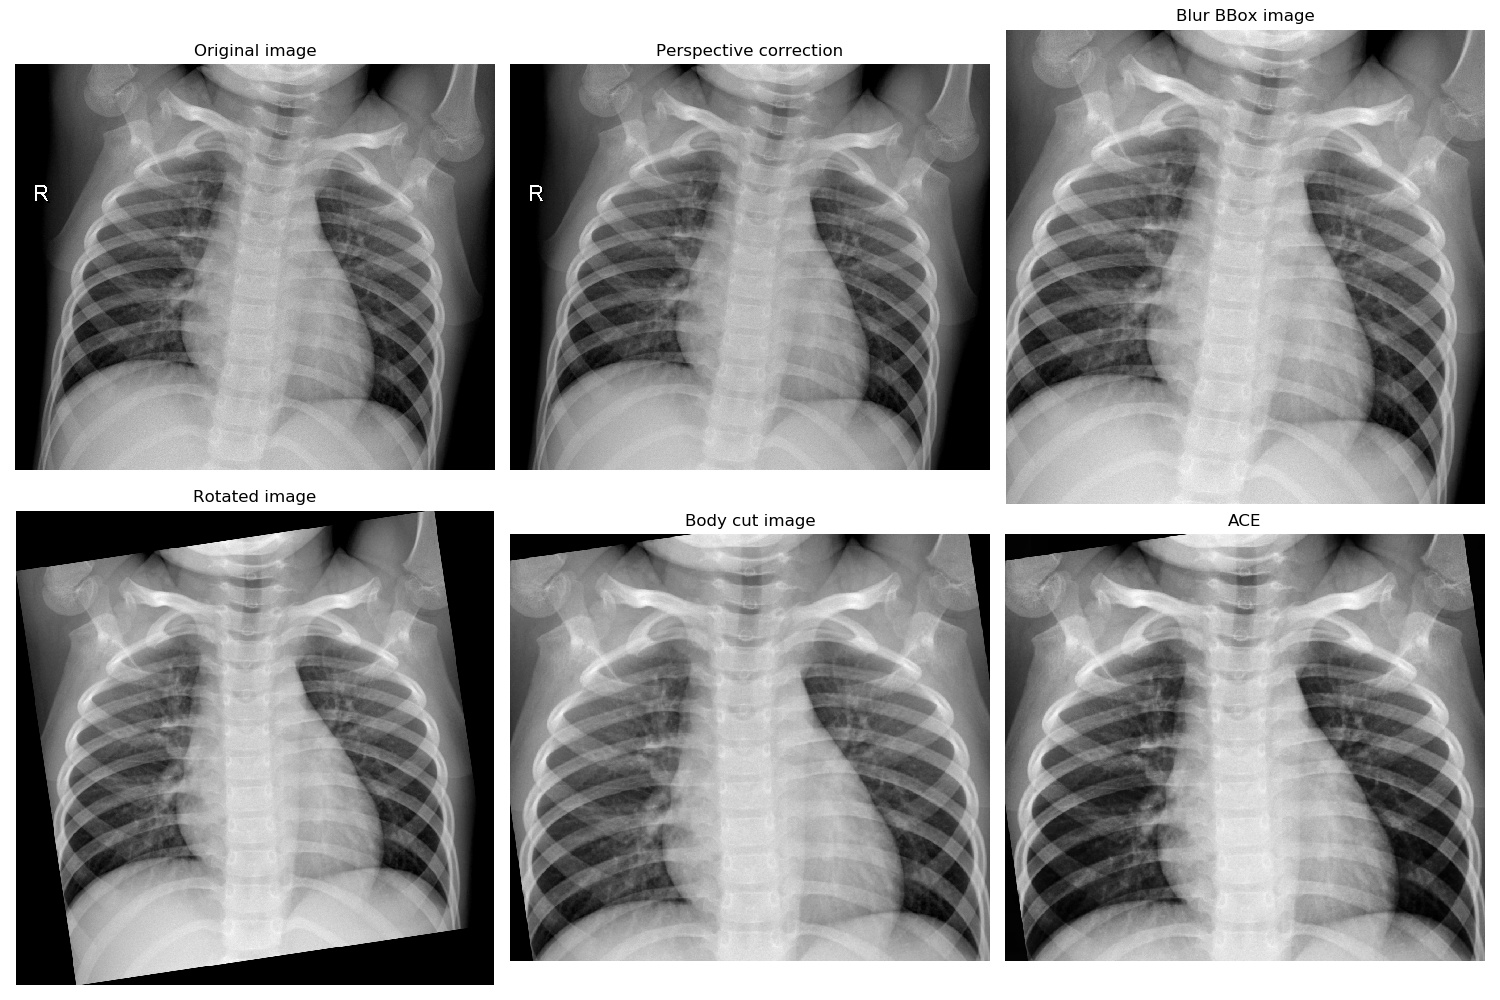 Original image
Perspective correction
Blur BBox image
R
R
Rotated image
Body cut image
ACE